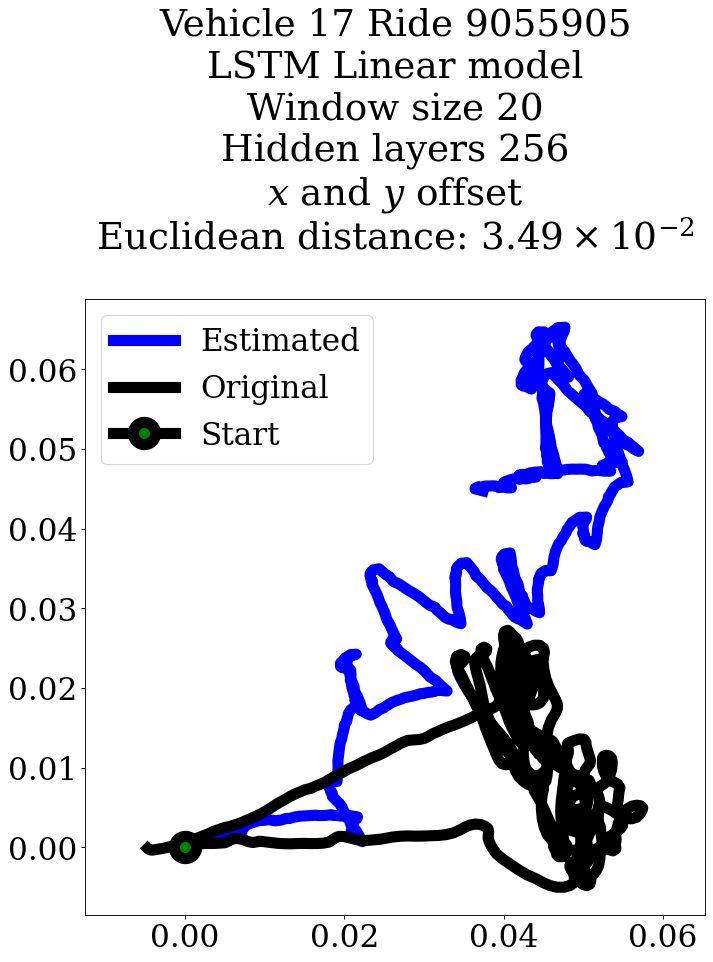 Vehicle 17 Ride 9055905
LSTM Linear model
Window size 20
Hidden layers 256
x and y offset
Euclidean distance: 3.49 × 10⁻²
Estimated
Original
Start
0.06
0.05
0.04
0.03
0.02
0.01
0.00
0.00 0.02 0.04 0.06